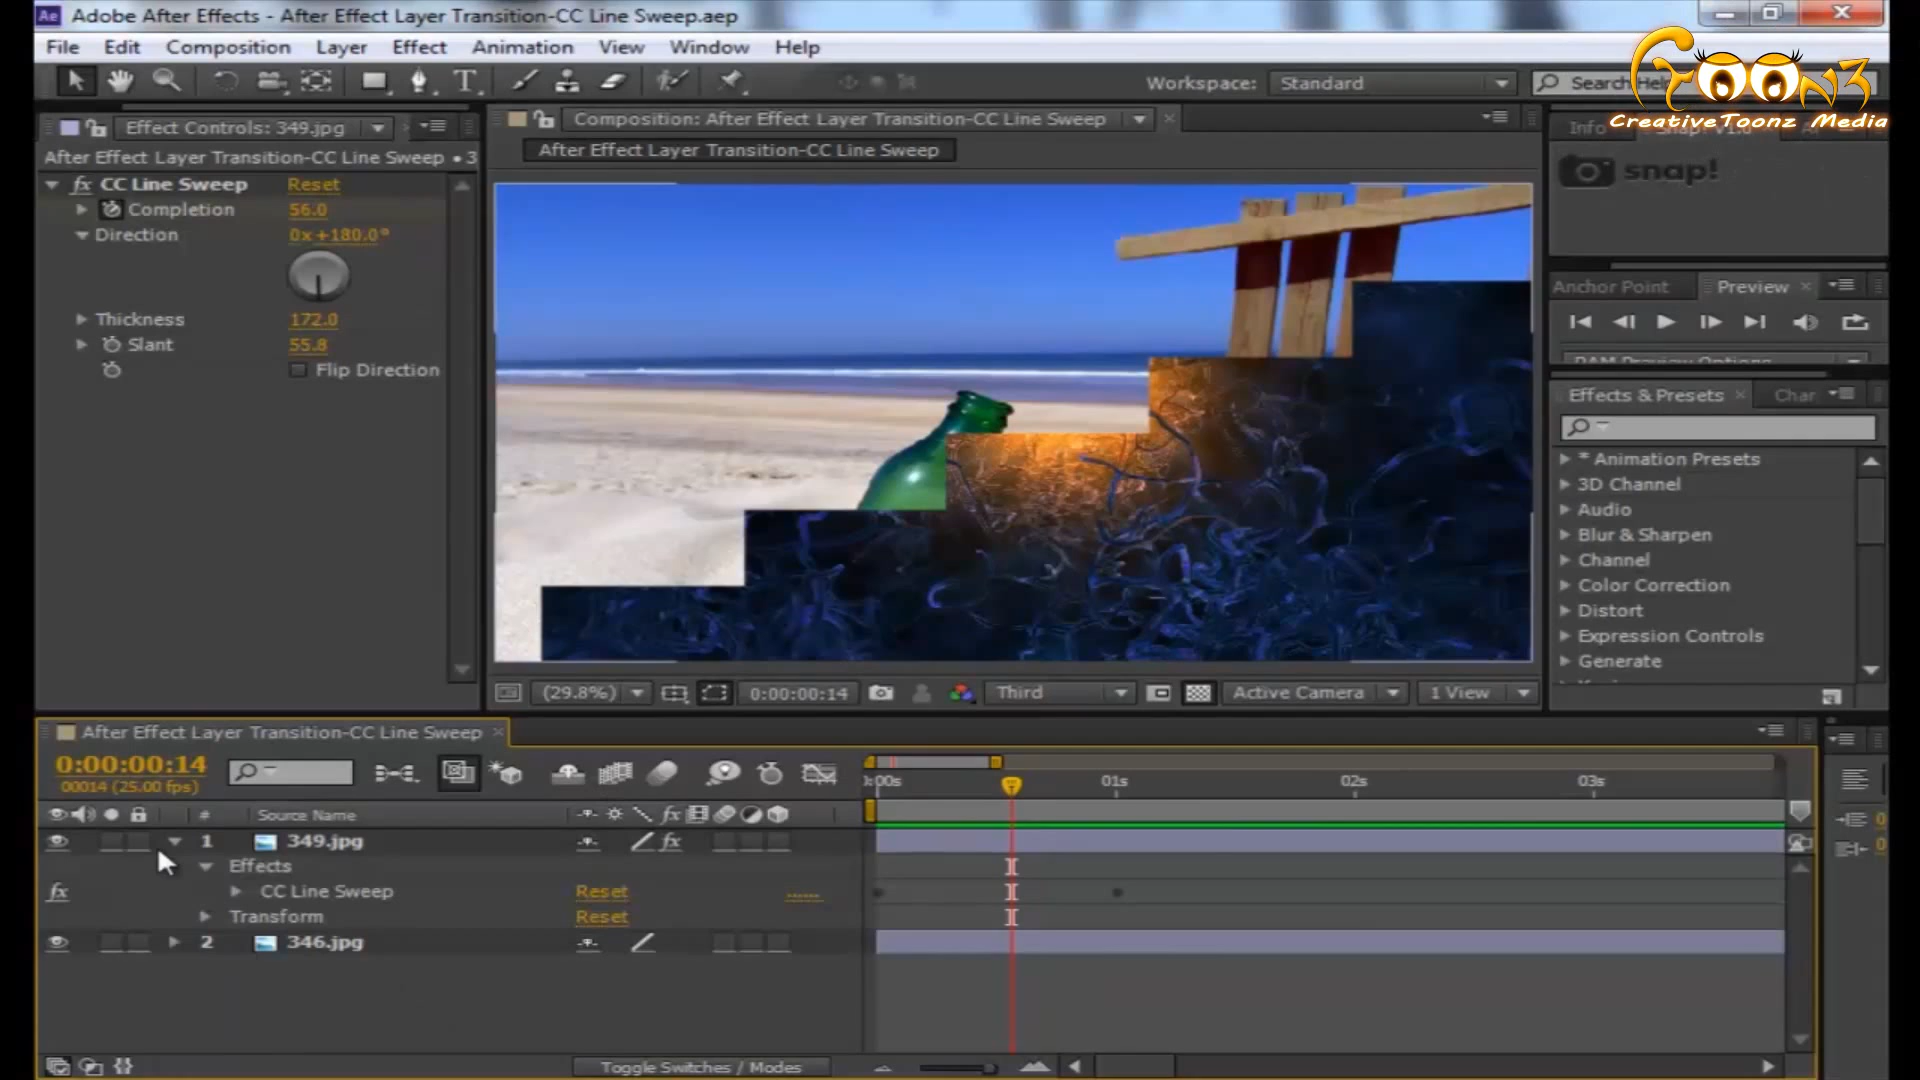 Ae Adobe After Effects - After Effect Layer Transition-CC Line Sweep.aep
File Edit Composition Layer Effect Animation View Window Help
Workspace: Standard
Search Hel
Toonz
CreativeToonz Media
Effect Controls: 349.jpg
Composition: After Effect Layer Transition-CC Line Sweep
Info
After Effect Layer Transition-CC Line Sweep • 3
After Effect Layer Transition-CC Line Sweep
snap!
fx CC Line Sweep Reset
Completion 56.0
Direction 0x+180.0°
Thickness 172.0
Slant 55.8
Flip Direction
Anchor Point Preview
RAM Preview Options
Effects & Presets Char
* Animation Presets
3D Channel
Audio
Blur & Sharpen
Channel
Color Correction
Distort
Expression Controls
Generate
(29.8%) 0:00:00:14 Third Active Camera 1 View
After Effect Layer Transition-CC Line Sweep
0:00:00:14
00014 (25.00 fps)
:00s 01s 02s 03s
# Source Name fx
1 349.jpg fx
Effects
fx CC Line Sweep Reset
Transform Reset
2 346.jpg
Toggle Switches / Modes